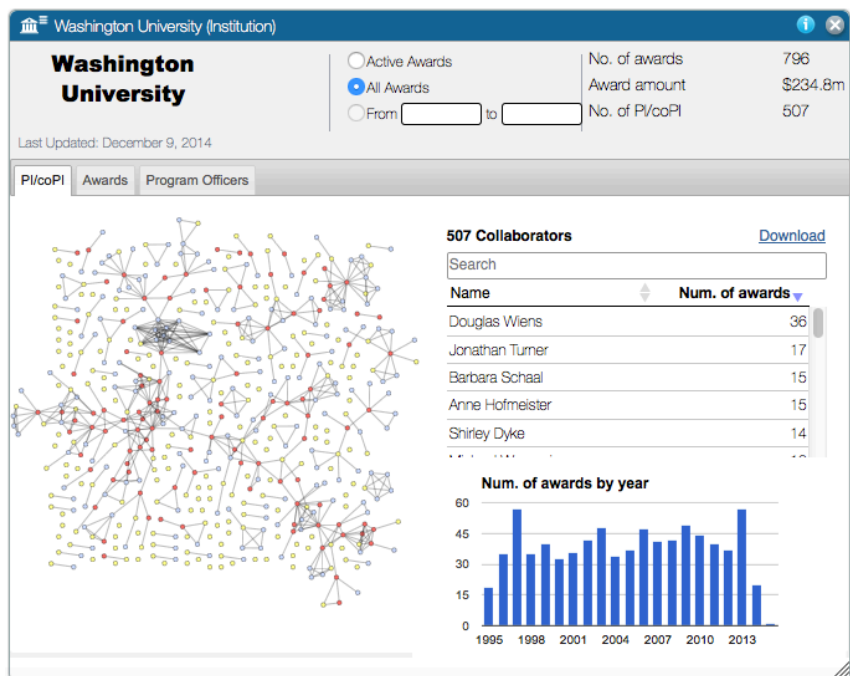 Washington University (Institution)
Washington
University
Last Updated: December 9, 2014
Active Awards
All Awards
From to
No. of awards 796
Award amount $234.8m
No. of PI/coPI 507
PI/coPI Awards Program Officers
507 Collaborators Download
Search
Name Num. of awards
Douglas Wiens 36
Jonathan Turner 17
Barbara Schaal 15
Anne Hofmeister 15
Shirley Dyke 14
Num. of awards by year
60
45
30
15
0
1995 1998 2001 2004 2007 2010 2013